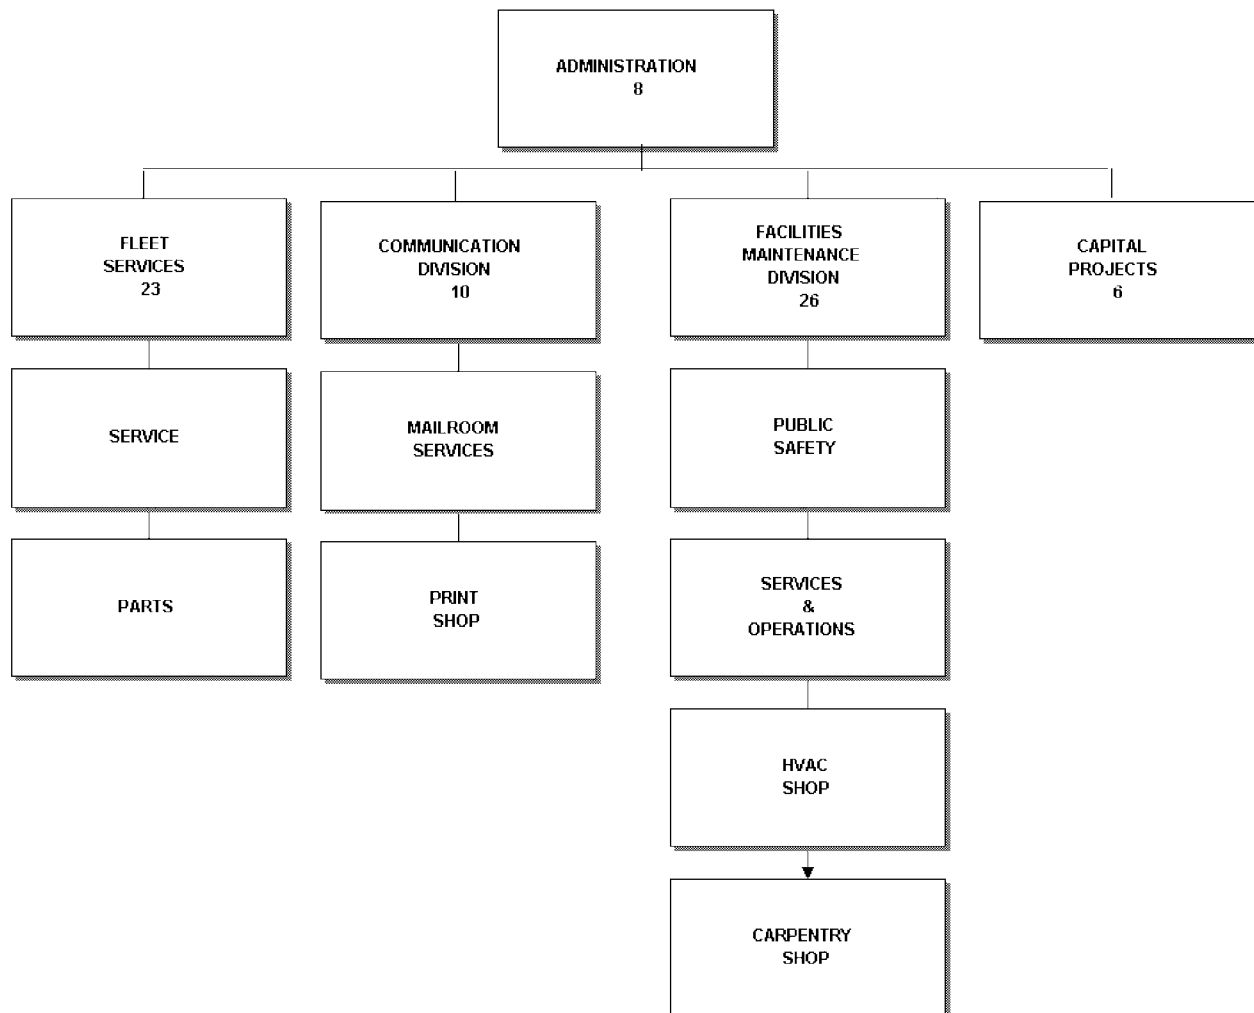 ADMINISTRATION
8
FLEET
SERVICES
23
COMMUNICATION
DIVISION
10
FACILITIES
MAINTENANCE
DIVISION
26
CAPITAL
PROJECTS
6
SERVICE
MAILROOM
SERVICES
PUBLIC
SAFETY
PARTS
PRINT
SHOP
SERVICES
&
OPERATIONS
HVAC
SHOP
CARPENTRY
SHOP